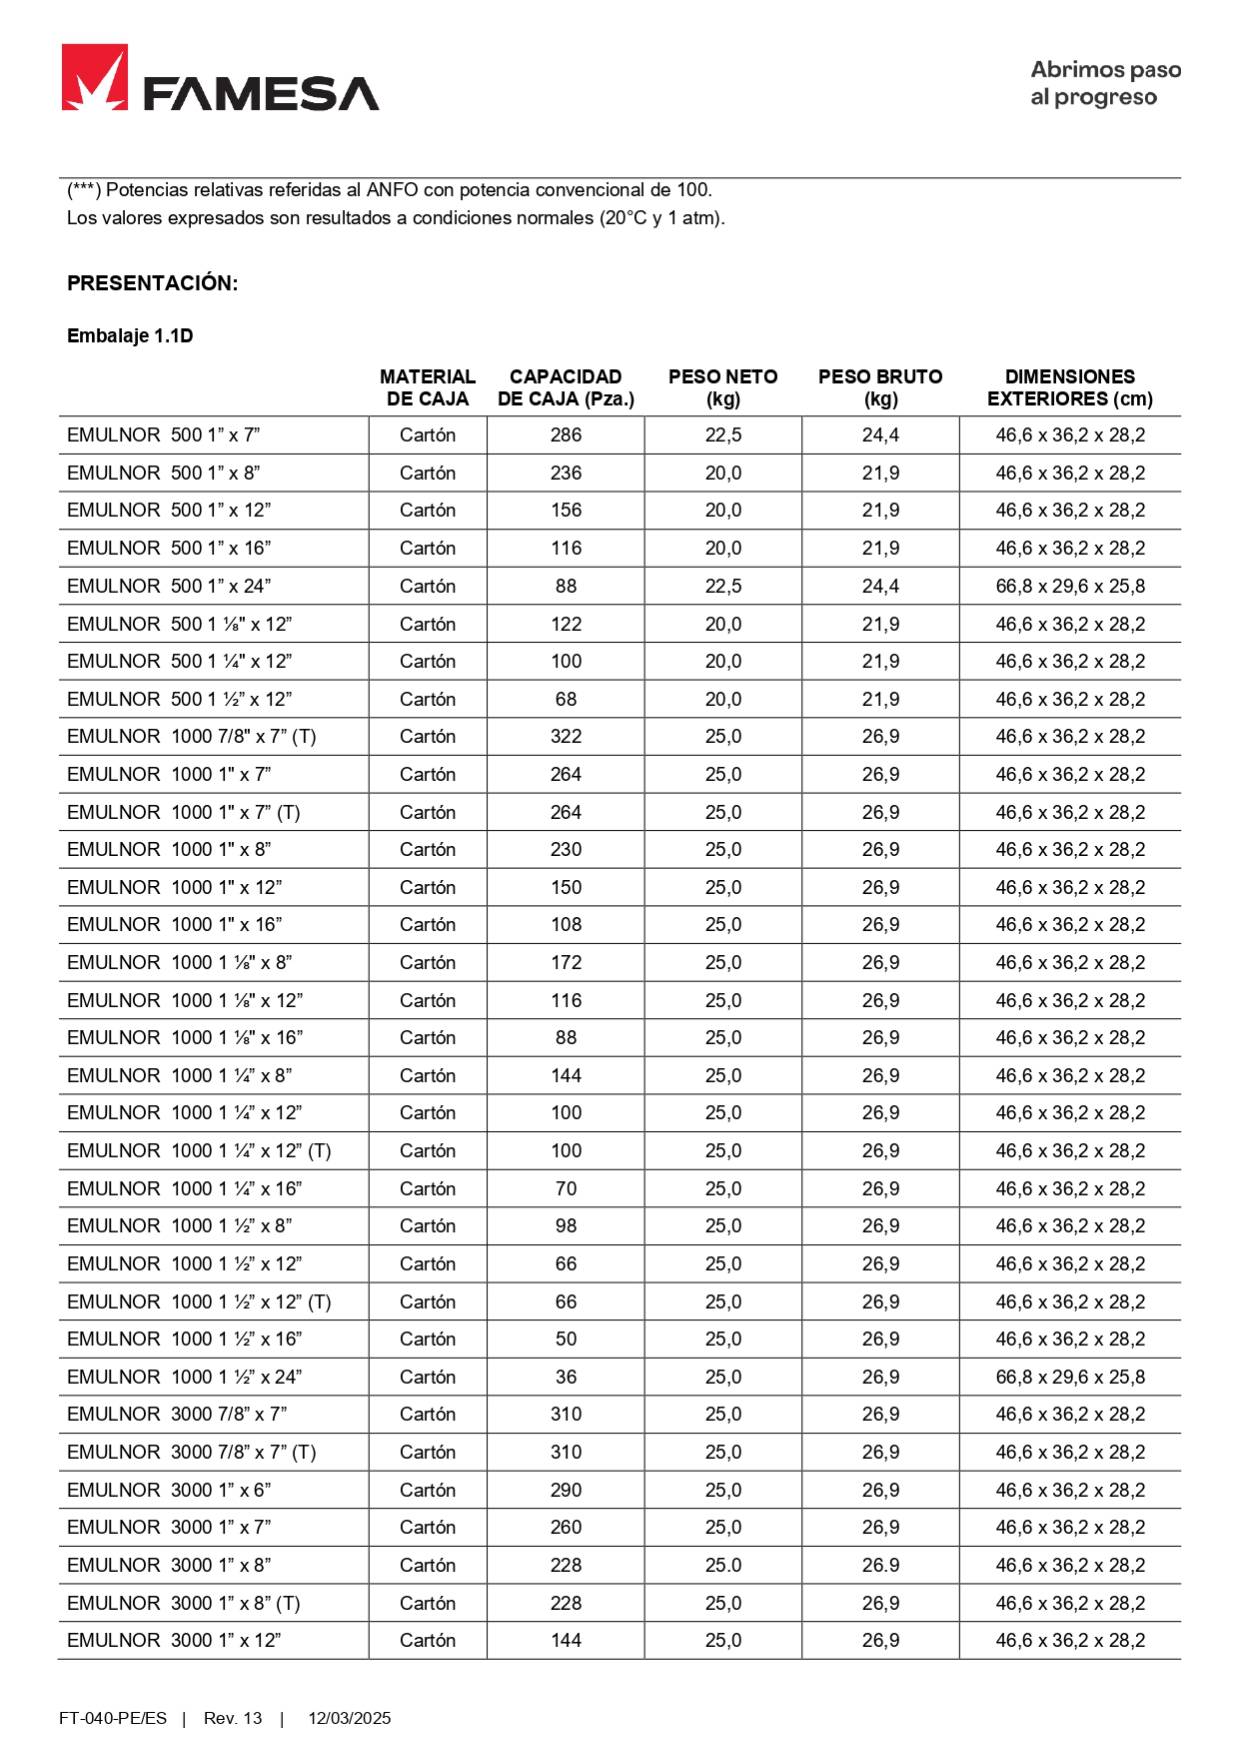 FAMESA
Abrimos paso
al progreso
(***) Potencias relativas referidas al ANFO con potencia convencional de 100.
Los valores expresados son resultados a condiciones normales (20°C y 1 atm).
PRESENTACIÓN:
Embalaje 1.1D
MATERIAL DE CAJA CAPACIDAD DE CAJA (Pza.) PESO NETO (kg) PESO BRUTO (kg) DIMENSIONES EXTERIORES (cm)
EMULNOR 500 1” x 7” Cartón 286 22,5 24,4 46,6 x 36,2 x 28,2
EMULNOR 500 1” x 8” Cartón 236 20,0 21,9 46,6 x 36,2 x 28,2
EMULNOR 500 1” x 12” Cartón 156 20,0 21,9 46,6 x 36,2 x 28,2
EMULNOR 500 1” x 16” Cartón 116 20,0 21,9 46,6 x 36,2 x 28,2
EMULNOR 500 1” x 24” Cartón 88 22,5 24,4 66,8 x 29,6 x 25,8
EMULNOR 500 1 ⅛" x 12” Cartón 122 20,0 21,9 46,6 x 36,2 x 28,2
EMULNOR 500 1 ¼" x 12” Cartón 100 20,0 21,9 46,6 x 36,2 x 28,2
EMULNOR 500 1 ½” x 12” Cartón 68 20,0 21,9 46,6 x 36,2 x 28,2
EMULNOR 1000 7/8" x 7” (T) Cartón 322 25,0 26,9 46,6 x 36,2 x 28,2
EMULNOR 1000 1" x 7” Cartón 264 25,0 26,9 46,6 x 36,2 x 28,2
EMULNOR 1000 1" x 7” (T) Cartón 264 25,0 26,9 46,6 x 36,2 x 28,2
EMULNOR 1000 1" x 8” Cartón 230 25,0 26,9 46,6 x 36,2 x 28,2
EMULNOR 1000 1" x 12” Cartón 150 25,0 26,9 46,6 x 36,2 x 28,2
EMULNOR 1000 1" x 16” Cartón 108 25,0 26,9 46,6 x 36,2 x 28,2
EMULNOR 1000 1 ⅛" x 8” Cartón 172 25,0 26,9 46,6 x 36,2 x 28,2
EMULNOR 1000 1 ⅛" x 12” Cartón 116 25,0 26,9 46,6 x 36,2 x 28,2
EMULNOR 1000 1 ⅛" x 16” Cartón 88 25,0 26,9 46,6 x 36,2 x 28,2
EMULNOR 1000 1 ¼” x 8” Cartón 144 25,0 26,9 46,6 x 36,2 x 28,2
EMULNOR 1000 1 ¼” x 12” Cartón 100 25,0 26,9 46,6 x 36,2 x 28,2
EMULNOR 1000 1 ¼” x 12” (T) Cartón 100 25,0 26,9 46,6 x 36,2 x 28,2
EMULNOR 1000 1 ¼” x 16” Cartón 70 25,0 26,9 46,6 x 36,2 x 28,2
EMULNOR 1000 1 ½” x 8” Cartón 98 25,0 26,9 46,6 x 36,2 x 28,2
EMULNOR 1000 1 ½” x 12” Cartón 66 25,0 26,9 46,6 x 36,2 x 28,2
EMULNOR 1000 1 ½” x 12” (T) Cartón 66 25,0 26,9 46,6 x 36,2 x 28,2
EMULNOR 1000 1 ½” x 16” Cartón 50 25,0 26,9 46,6 x 36,2 x 28,2
EMULNOR 1000 1 ½” x 24” Cartón 36 25,0 26,9 66,8 x 29,6 x 25,8
EMULNOR 3000 7/8” x 7” Cartón 310 25,0 26,9 46,6 x 36,2 x 28,2
EMULNOR 3000 7/8” x 7” (T) Cartón 310 25,0 26,9 46,6 x 36,2 x 28,2
EMULNOR 3000 1” x 6” Cartón 290 25,0 26,9 46,6 x 36,2 x 28,2
EMULNOR 3000 1” x 7” Cartón 260 25,0 26,9 46,6 x 36,2 x 28,2
EMULNOR 3000 1” x 8” Cartón 228 25.0 26.9 46,6 x 36,2 x 28,2
EMULNOR 3000 1” x 8” (T) Cartón 228 25,0 26,9 46,6 x 36,2 x 28,2
EMULNOR 3000 1” x 12” Cartón 144 25,0 26,9 46,6 x 36,2 x 28,2
FT-040-PE/ES | Rev. 13 | 12/03/2025